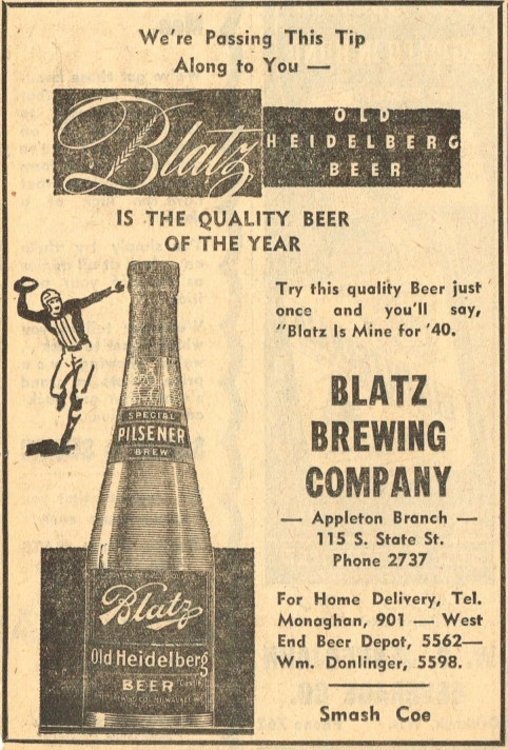 We're Passing This Tip
Along to You —
Blatz
OLD
HEIDELBERG
BEER
IS THE QUALITY BEER
OF THE YEAR
Try this quality Beer just
once and you'll say,
"Blatz Is Mine for '40.
BLATZ
BREWING
COMPANY
— Appleton Branch —
115 S. State St.
Phone 2737
For Home Delivery, Tel.
Monaghan, 901 — West
End Beer Depot, 5562—
Wm. Donlinger, 5598.
Smash Coe
SPECIAL
PILSENER
BREW
Blatz
Old Heidelberg
BEER